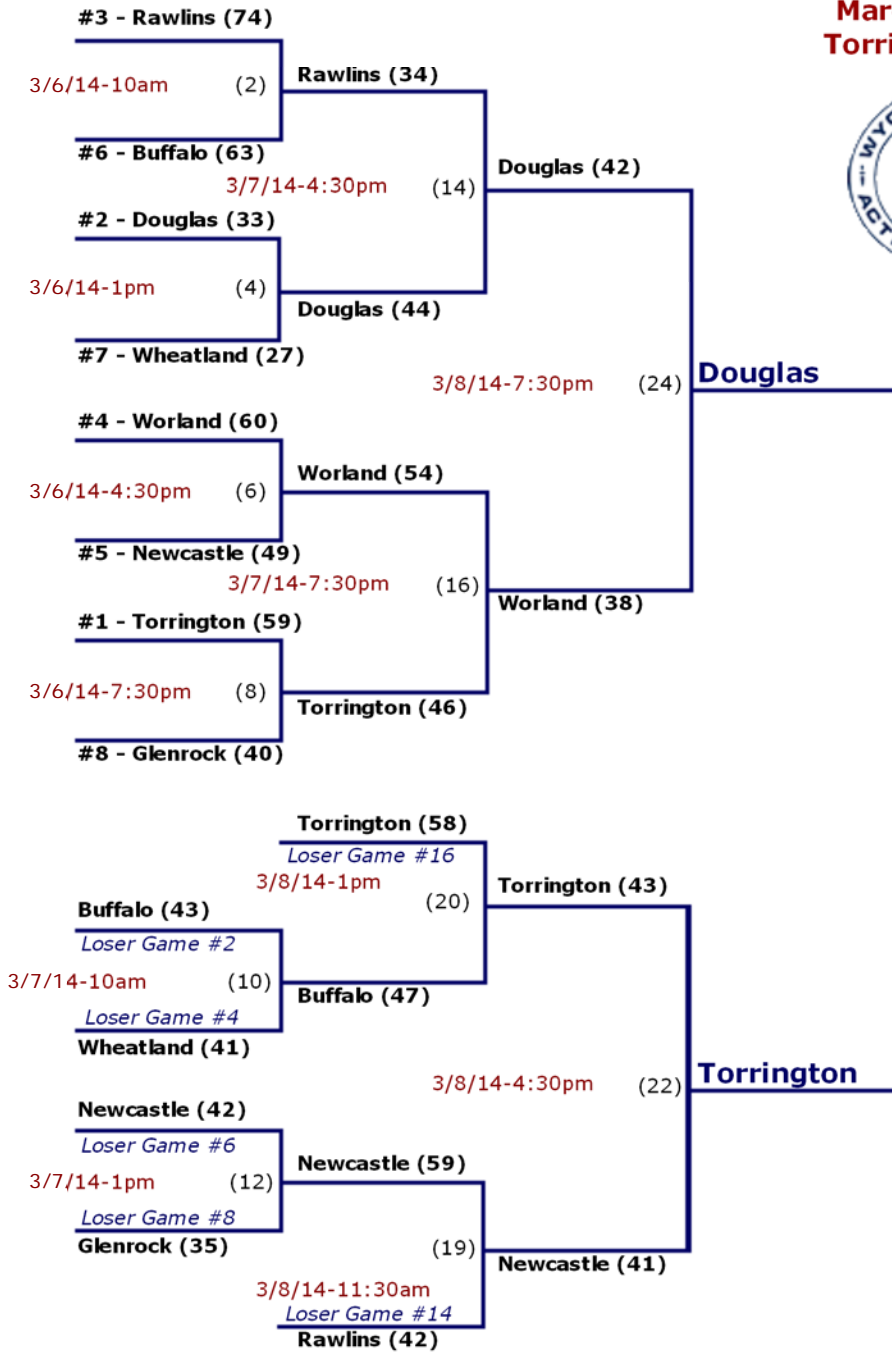 Mar
Torri
WYO
ACT
#3 - Rawlins (74)
3/6/14-10am (2) Rawlins (34)
#6 - Buffalo (63)
3/7/14-4:30pm (14) Douglas (42)
#2 - Douglas (33)
3/6/14-1pm (4)
Douglas (44)
#7 - Wheatland (27)
3/8/14-7:30pm (24) Douglas
#4 - Worland (60)
Worland (54)
3/6/14-4:30pm (6)
#5 - Newcastle (49)
3/7/14-7:30pm (16)
Worland (38)
#1 - Torrington (59)
3/6/14-7:30pm (8)
Torrington (46)
#8 - Glenrock (40)
Torrington (58)
Loser Game #16
3/8/14-1pm (20) Torrington (43)
Buffalo (43)
Loser Game #2
3/7/14-10am (10)
Buffalo (47)
Loser Game #4
Wheatland (41)
3/8/14-4:30pm (22) Torrington
Newcastle (42)
Loser Game #6
Newcastle (59)
3/7/14-1pm (12)
Loser Game #8
Glenrock (35)
(19)
Newcastle (41)
3/8/14-11:30am
Loser Game #14
Rawlins (42)